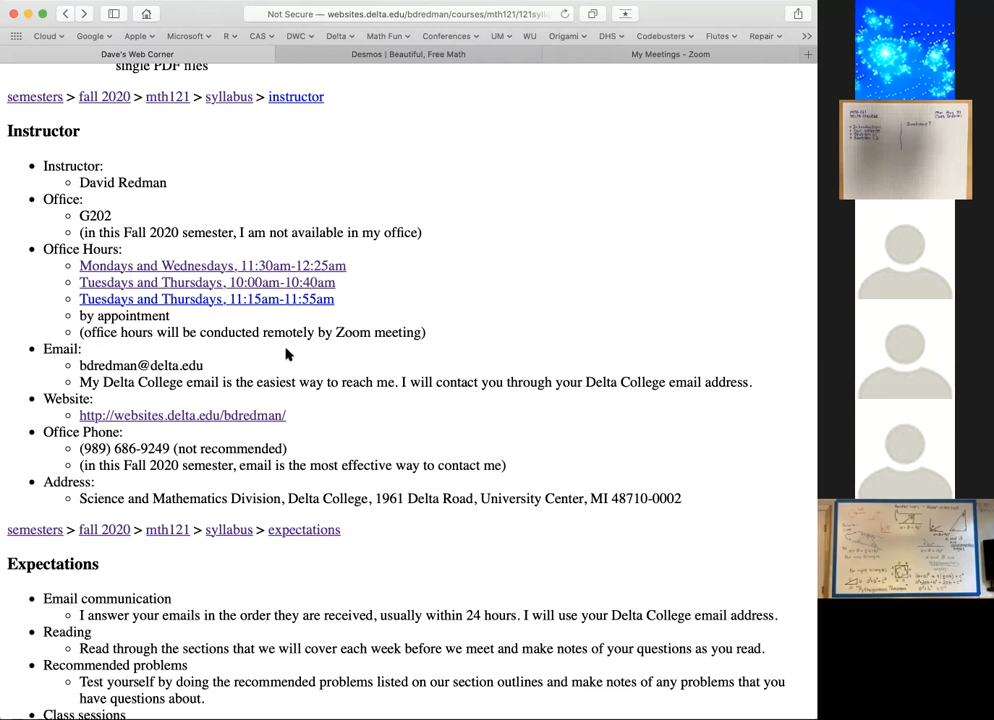 Not Secure — websites.delta.edu/bdredman/courses/mth121/121syll
Cloud Google Apple Microsoft R CAS DWC Delta Math Fun Conferences UM WU Origami DHS Codebusters Flutes Repair >>
Dave's Web Corner Desmos | Beautiful, Free Math My Meetings - Zoom +
single PDF files
semesters > fall 2020 > mth121 > syllabus > instructor
Instructor
• Instructor:
◦ David Redman
• Office:
◦ G202
◦ (in this Fall 2020 semester, I am not available in my office)
• Office Hours:
◦ Mondays and Wednesdays, 11:30am-12:25am
◦ Tuesdays and Thursdays, 10:00am-10:40am
◦ Tuesdays and Thursdays, 11:15am-11:55am
◦ by appointment
◦ (office hours will be conducted remotely by Zoom meeting)
• Email:
◦ bdredman@delta.edu
◦ My Delta College email is the easiest way to reach me. I will contact you through your Delta College email address.
• Website:
◦ http://websites.delta.edu/bdredman/
• Office Phone:
◦ (989) 686-9249 (not recommended)
◦ (in this Fall 2020 semester, email is the most effective way to contact me)
• Address:
◦ Science and Mathematics Division, Delta College, 1961 Delta Road, University Center, MI 48710-0002
semesters > fall 2020 > mth121 > syllabus > expectations
Expectations
• Email communication
◦ I answer your emails in the order they are received, usually within 24 hours. I will use your Delta College email address.
• Reading
◦ Read through the sections that we will cover each week before we meet and make notes of your questions as you read.
• Recommended problems
◦ Test yourself by doing the recommended problems listed on our section outlines and make notes of any problems that you
have questions about.
• Class sessions